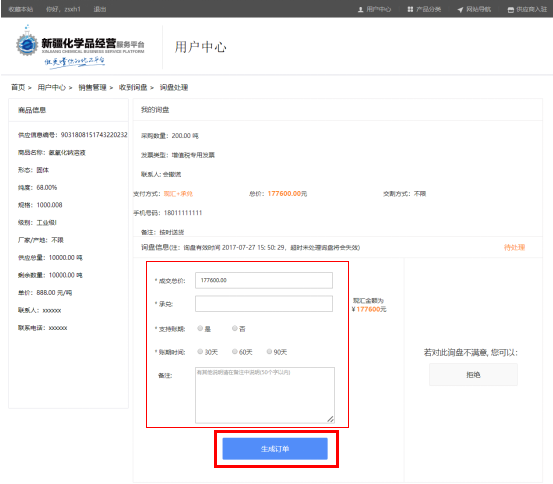 收藏本站 你好, zseh1 退出 用户中心 产品分类 网站导航 供应商入驻
新疆化学品经营服务平台
XINJIANG CHEMICAL BUSINESS SERVICE PLATFORM
用户中心
首页 > 用户中心 > 销售管理 > 收到询盘 > 询盘处理
商品信息
供应信息编号: 9031808151743220232
商品名称: 氨氰化钠溶液
形态: 固体
纯度: 68.00%
规格: 1000.008
级别: 工业级I
厂家/产地: 不限
供应总量: 10000.00 吨
剩余数量: 10000.00 吨
单价: 888.00 元/吨
联系人: xxxxxx
联系电话: xxxxxx
我的询盘
采购数量: 200.00 吨
发票类型: 增值税专用发票
联系人: 会撤流
支付方式: 现汇+承兑 总价: 177600.00元 交割方式: 不限
手机号码: 18011111111
备注: 按时送货
询盘信息(注: 询盘有效时间 2017-07-27 15: 50: 29, 超时未处理询盘将会失效) 待处理
* 成交总价: 177600.00
* 承兑:
现汇金额为
¥177600元
* 支持账期: 是 否
* 账期时间: 30天 60天 90天
备注: 有其他说明请在备注中说明(50个字以内)
生成订单
若对此询盘不满意, 您可以:
拒绝